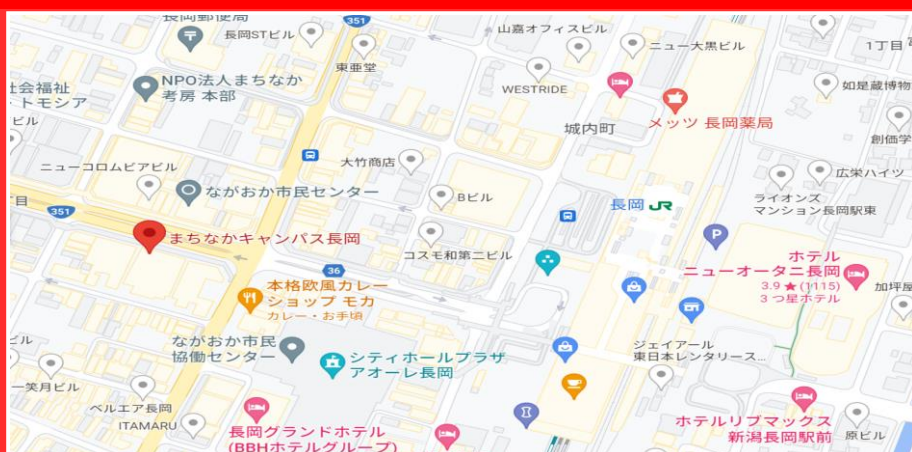 長岡郵便局
長岡STビル
351
東亜堂
山嘉オフィスビル
ニュー大黒ビル
1丁目
社会福祉
トモシア
ビル
NPO法人まちなか
考房 本部
WESTRIDE
城内町
メッツ 長岡薬局
如是蔵博物
創価学
ニューコロムビアビル
大竹商店
ながおか市民センター
Bビル
長岡 JR
広栄ハイツ
ライオンズ
マンション長岡駅東
目
351
まちなかキャンパス長岡
コスモ和第二ビル
P
36
本格欧風カレー
ショップ モカ
カレー・お手頃
ホテル
ニューオータニ長岡
3.9 ★ (1115)
3 つ星ホテル
加坪屋
ビル
ながおか市民
協働センター
シティホールプラザ
アオーレ長岡
ジェイアール
東日本レンタリース...
一笑月ビル
ベルエア長岡
ITAMARU
長岡グランドホテル
(BBHホテルグループ)
ホテルリブマックス
新潟長岡駅前
原ビル